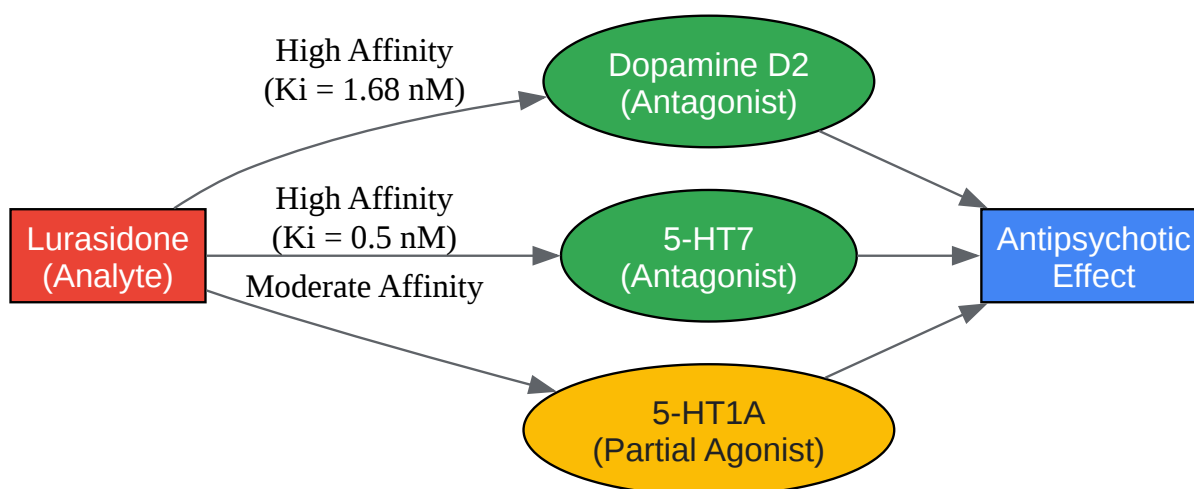 High Affinity
(Ki = 1.68 nM)
Dopamine D2
(Antagonist)
Lurasidone
(Analyte)
High Affinity
(Ki = 0.5 nM)
5-HT7
(Antagonist)
Antipsychotic
Effect
Moderate Affinity
5-HT1A
(Partial Agonist)